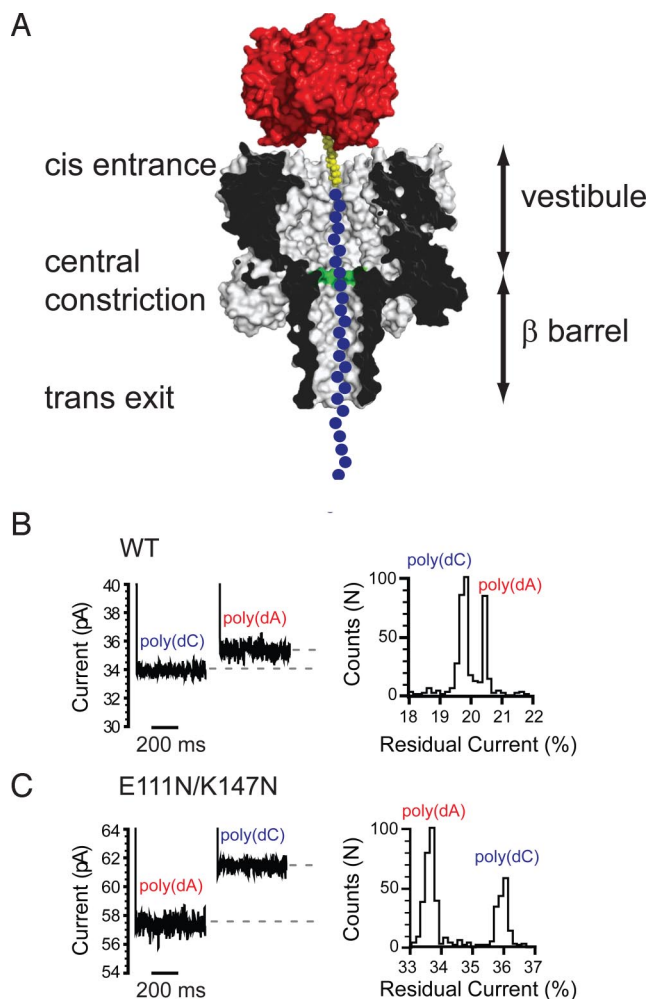 A
cis entrance
vestibule
central
constriction
β barrel
trans exit
B
WT
40
38
36
34
32
30
Current (pA)
poly(dC)
poly(dA)
200 ms
poly(dC)
poly(dA)
100
50
0
Counts (N)
18 19 20 21 22
Residual Current (%)
C
E111N/K147N
64
62
60
58
56
54
Current (pA)
poly(dA)
poly(dC)
200 ms
poly(dA)
poly(dC)
100
50
0
Counts (N)
33 34 35 36 37
Residual Current (%)